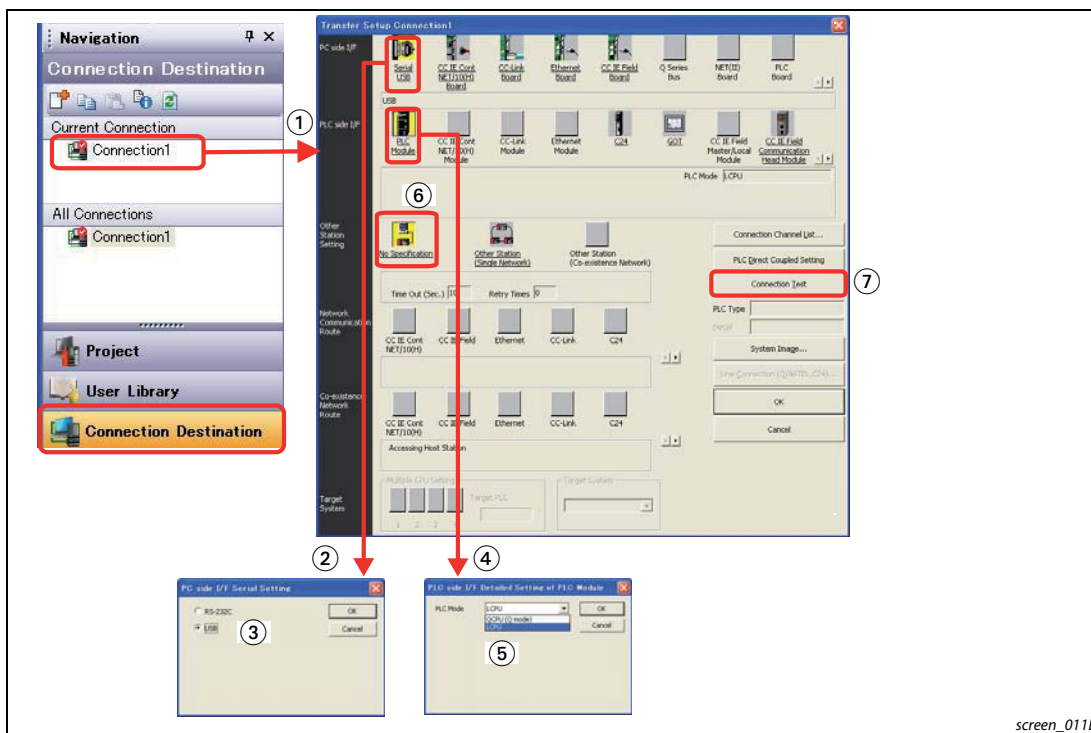 Navigation
Connection Destination
Current Connection
Connection1
All Connections
Connection1
Project
User Library
Connection Destination
①
Transfer Setup Connection1
PC side I/F
Serial
USB
CC IE Cont
NET/10(H)
Board
CC-Link
Board
Ethernet
Board
CC IE Field
Board
Q Series
Bus
NET(II)
Board
PLC
Board
USB
PLC side I/F
PLC
Module
CC IE Cont
NET/10(H)
Module
CC-Link
Module
Ethernet
Module
C24
GOT
CC IE Field
Master/Local
Module
CC IE Field
Communication
Head Module
PLC Mode LCPU
⑥
Other
Station
Setting
No Specification
Other Station
(Single Network)
Other Station
(Co-existence Network)
Time Out (Sec.) 10 Retry Times 0
Connection Channel List...
PLC Direct Coupled Setting
Connection Test
⑦
PLC Type
Detail
System Image...
OK
Cancel
Network
Communication
Route
CC IE Cont
NET/10(H)
CC IE Field
Ethernet
CC-Link
C24
Co-existence
Network
Route
CC IE Cont
NET/10(H)
CC IE Field
Ethernet
CC-Link
C24
Accessing Host Station
Target
System
Multiple CPU Setting
1 2 3 4
Target PLC
Target System
②
④
PC side I/F Serial Setting
RS-232C
USB
OK
Cancel
③
PLC side I/F Detailed Setting of PLC Module
PLC Mode
LCPU
QCPU (Q mode)
LCPU
OK
Cancel
⑤